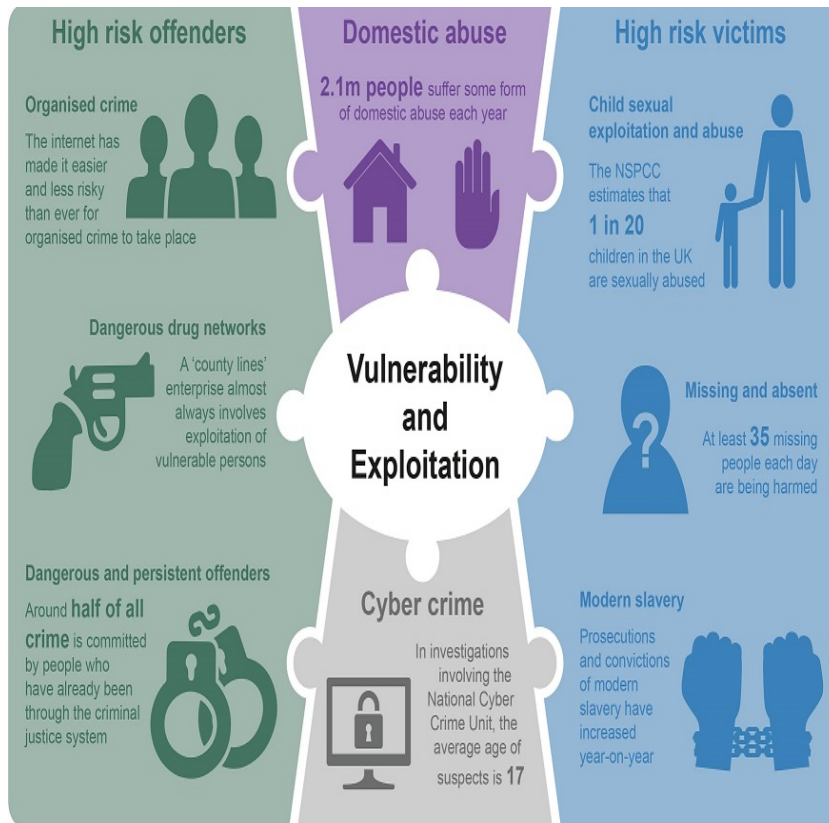 High risk offenders
Organised crime
The internet has
made it easier
and less risky
than ever for
organised crime to take place
Dangerous drug networks
A ‘county lines’
enterprise almost
always involves
exploitation of
vulnerable persons
Dangerous and persistent offenders
Around half of all
crime is committed
by people who
have already been
through the criminal
justice system
Domestic abuse
2.1m people suffer some form
of domestic abuse each year
Vulnerability
and
Exploitation
Cyber crime
In investigations
involving the
National Cyber
Crime Unit, the
average age of
suspects is 17
High risk victims
Child sexual
exploitation and abuse
The NSPCC
estimates that
1 in 20
children in the UK
are sexually abused
Missing and absent
?
At least 35 missing
people each day
are being harmed
Modern slavery
Prosecutions
and convictions
of modern
slavery have
increased
year-on-year